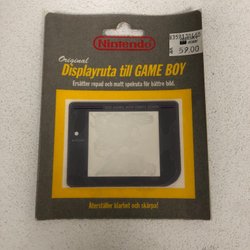 Nintendo
59.00
Original
Displayruta till GAME BOY
Ersätter repad och matt spelruta för bättre bild.
Återställer klarhet och skärpa!